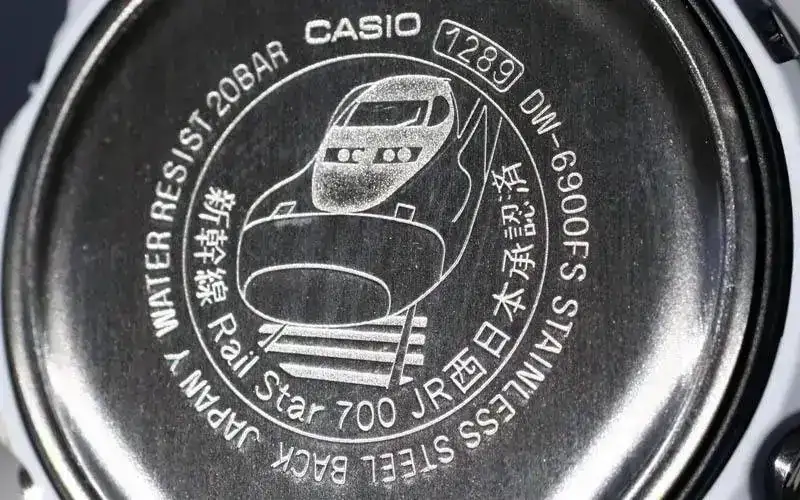 CASIO
1289
DW-6900FS STAINLESS STEEL BACK JAPAN Y WATER RESIST 20BAR
新幹線 Rail Star 700 JR西日本承認済